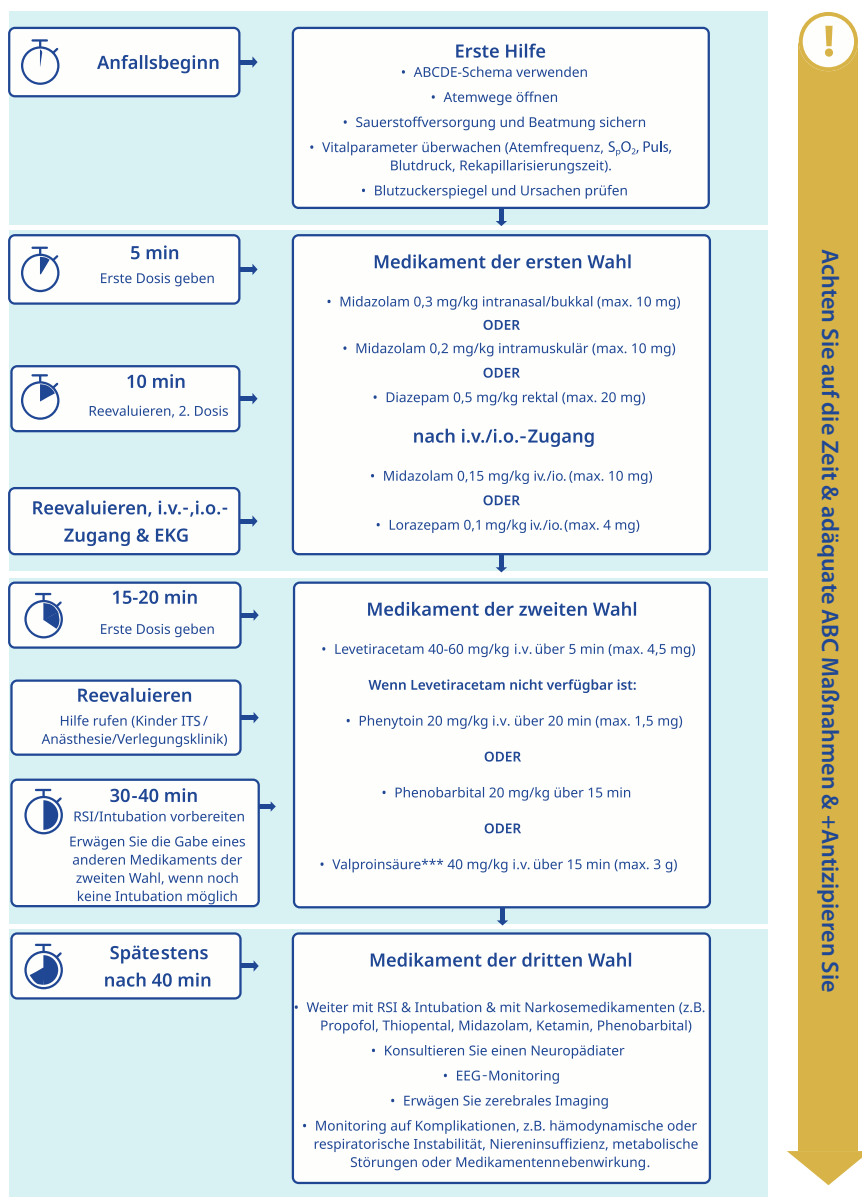 Anfallsbeginn
Erste Hilfe
• ABCDE-Schema verwenden
• Atemwege öffnen
• Sauerstoffversorgung und Beatmung sichern
• Vitalparameter überwachen (Atemfrequenz, SpO2, Puls,
Blutdruck, Rekapillarisierungszeit).
• Blutzuckerspiegel und Ursachen prüfen
5 min
Erste Dosis geben
10 min
Reevaluieren, 2. Dosis
Reevaluieren, i.v.-,i.o.-
Zugang & EKG
Medikament der ersten Wahl
• Midazolam 0,3 mg/kg intranasal/bukkal (max. 10 mg)
ODER
• Midazolam 0,2 mg/kg intramuskulär (max. 10 mg)
ODER
• Diazepam 0,5 mg/kg rektal (max. 20 mg)
nach i.v./i.o.-Zugang
• Midazolam 0,15 mg/kg iv./io. (max. 10 mg)
ODER
• Lorazepam 0,1 mg/kg iv./io. (max. 4 mg)
15-20 min
Erste Dosis geben
Reevaluieren
Hilfe rufen (Kinder ITS /
Anästhesie/Verlegungsklinik)
30-40 min
RSI/Intubation vorbereiten
Erwägen Sie die Gabe eines
anderen Medikaments der
zweiten Wahl, wenn noch
keine Intubation möglich
Medikament der zweiten Wahl
• Levetiracetam 40-60 mg/kg i.v. über 5 min (max. 4,5 mg)
Wenn Levetiracetam nicht verfügbar ist:
• Phenytoin 20 mg/kg i.v. über 20 min (max. 1,5 mg)
ODER
• Phenobarbital 20 mg/kg über 15 min
ODER
• Valproinsäure*** 40 mg/kg i.v. über 15 min (max. 3 g)
Spätestens
nach 40 min
Medikament der dritten Wahl
• Weiter mit RSI & Intubation & mit Narkosemedikamenten (z.B.
Propofol, Thiopental, Midazolam, Ketamin, Phenobarbital)
• Konsultieren Sie einen Neuropädiater
• EEG-Monitoring
• Erwägen Sie zerebrales Imaging
• Monitoring auf Komplikationen, z.B. hämodynamische oder
respiratorische Instabilität, Niereninsuffizienz, metabolische
Störungen oder Medikamentennebenwirkung.
!
Achten Sie auf die Zeit & adäquate ABC Maßnahmen & +Antizipieren Sie